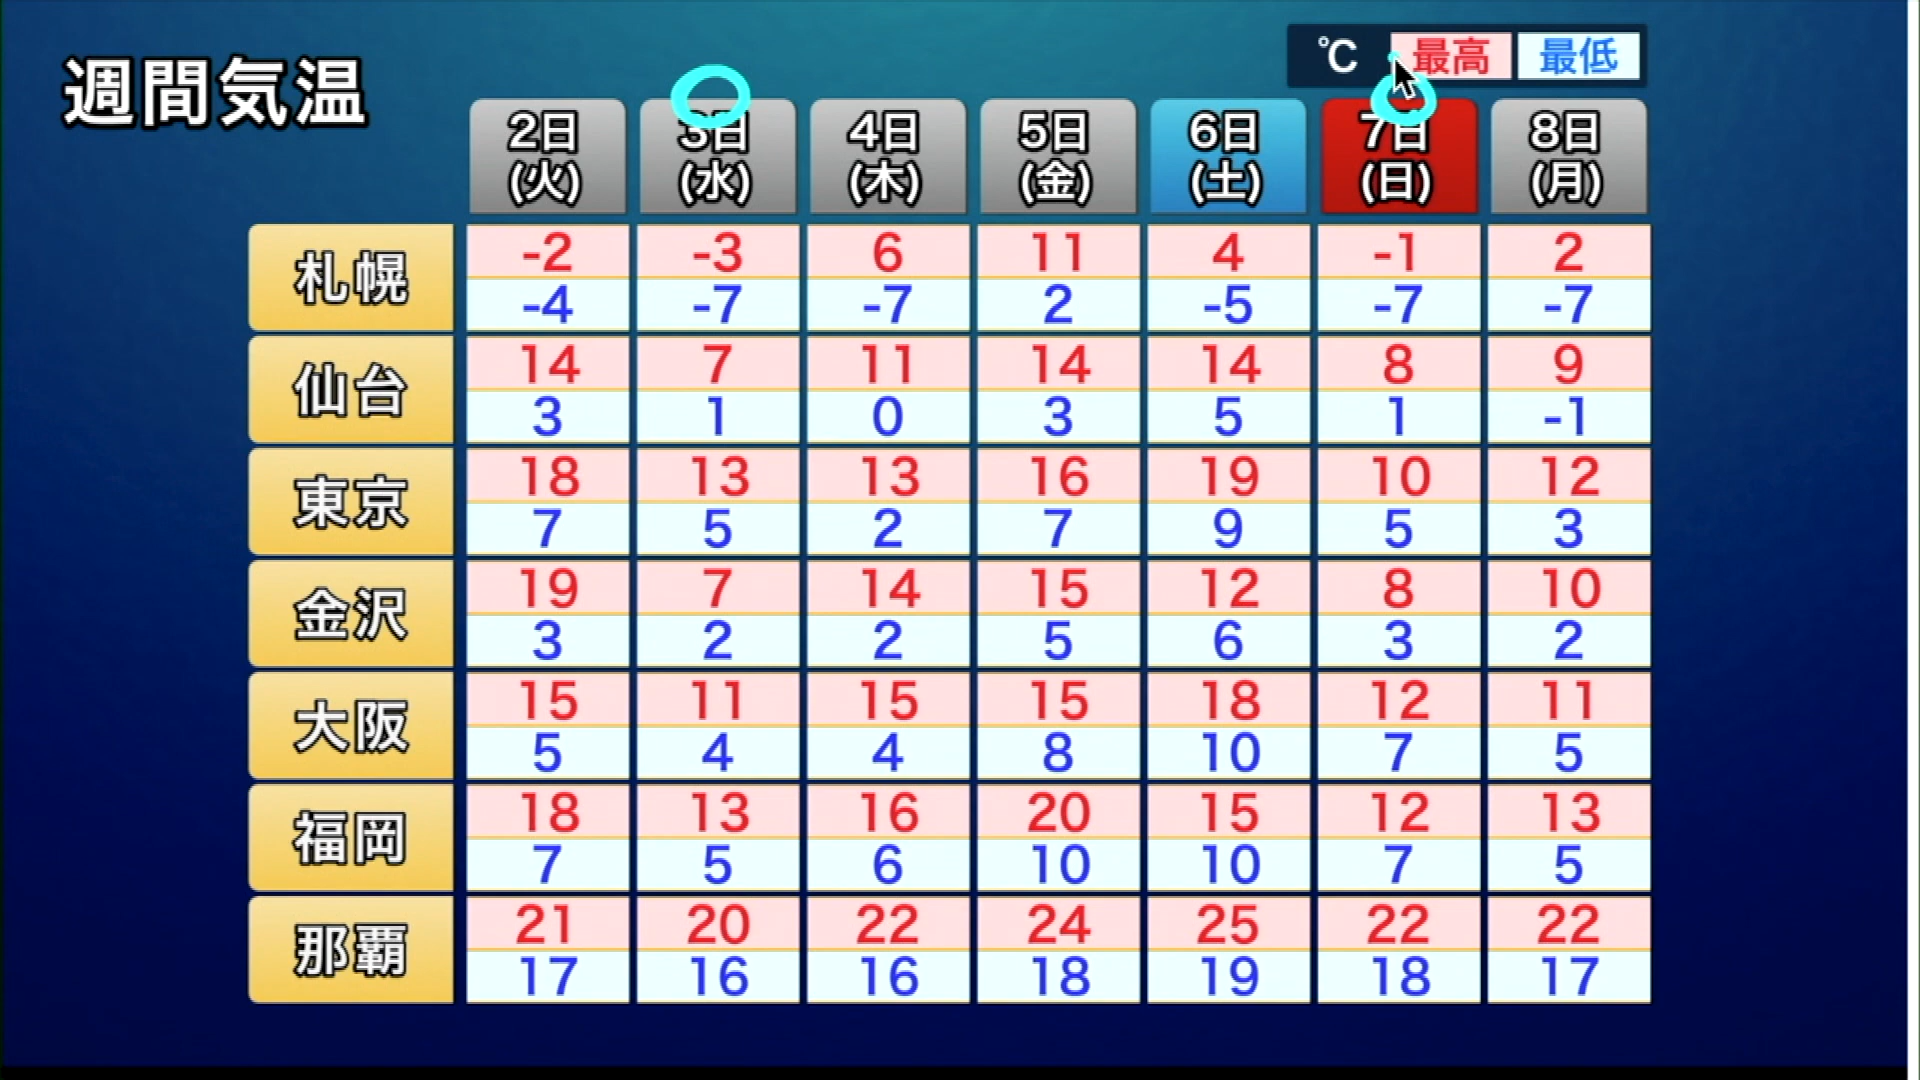 週間気温
℃ 最高 最低
2日 3日 4日 5日 6日 7日 8日
(火) (水) (木) (金) (土) (日) (月)
札幌 -2 -3 6 11 4 -1 2
-4 -7 -7 2 -5 -7 -7
仙台 14 7 11 14 14 8 9
3 1 0 3 5 1 -1
東京 18 13 13 16 19 10 12
7 5 2 7 9 5 3
金沢 19 7 14 15 12 8 10
3 2 2 5 6 3 2
大阪 15 11 15 15 18 12 11
5 4 4 8 10 7 5
福岡 18 13 16 20 15 12 13
7 5 6 10 10 7 5
那覇 21 20 22 24 25 22 22
17 16 16 18 19 18 17